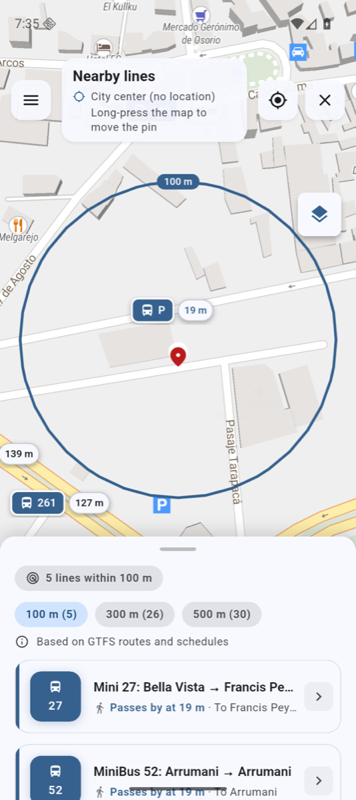 El Kullku
7:35
Mercado Gerónimo
de Osorio
Arcos
Nearby lines
City center (no location)
Long-press the map to
move the pin
100 m
Melgarejo
de Agosto
P
19 m
Pasaje Tarapacá
139 m
261
127 m
P
5 lines within 100 m
100 m (5)
300 m (26)
500 m (30)
Based on GTFS routes and schedules
27
Mini 27: Bella Vista → Francis Pe...
Passes by at 19 m · To Francis Pey...
52
MiniBus 52: Arrumani → Arrumani
Passes by at 19 m · To Arrumani